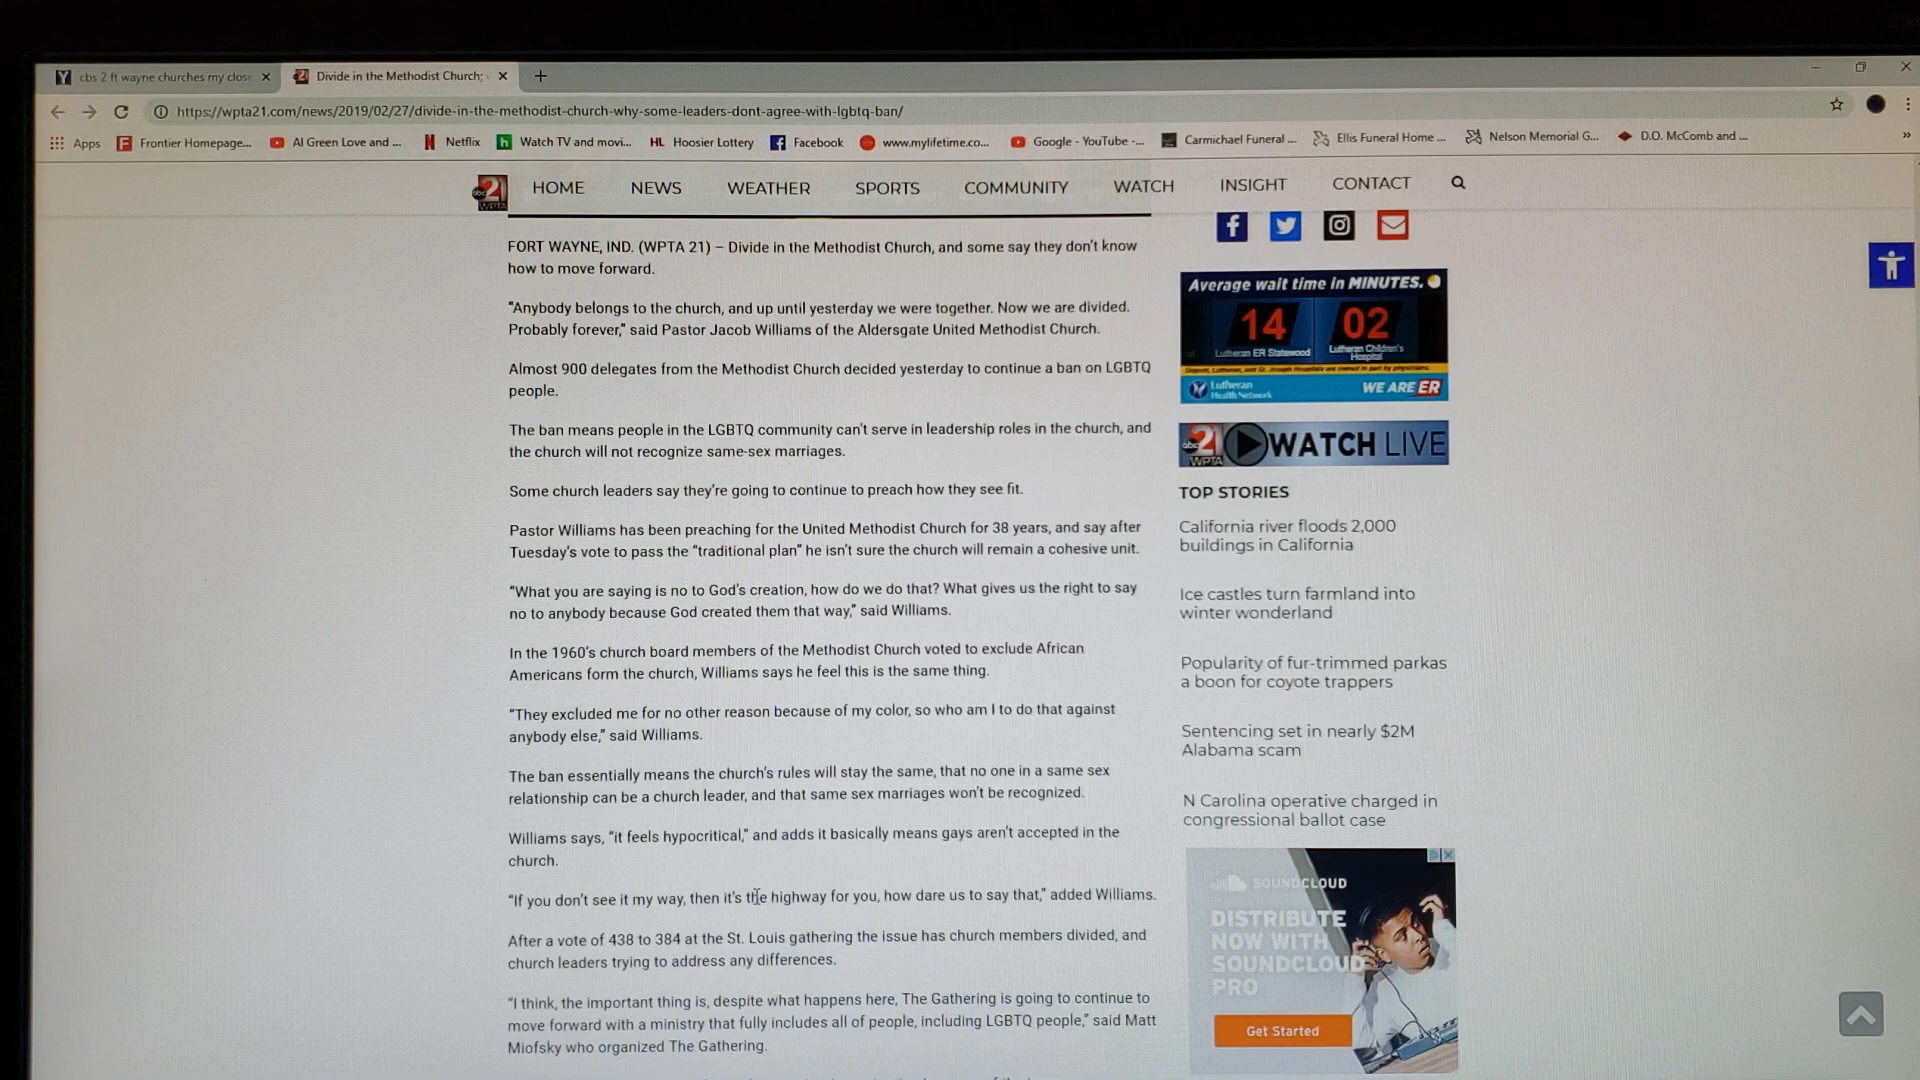 cbs 2 ft wayne churches my close
Divide in the Methodist Church;
https://wpta21.com/news/2019/02/27/divide-in-the-methodist-church-why-some-leaders-dont-agree-with-lgbtq-ban/
Apps Frontier Homepage... Al Green Love and ... Netflix Watch TV and movi... HL Hoosier Lottery Facebook www.mylifetime.co... Google - YouTube -... Carmichael Funeral ... Ellis Funeral Home ... Nelson Memorial G... D.O. McComb and ...
abc 21 WPTA HOME NEWS WEATHER SPORTS COMMUNITY WATCH INSIGHT CONTACT
FORT WAYNE, IND. (WPTA 21) – Divide in the Methodist Church, and some say they don't know
how to move forward.
"Anybody belongs to the church, and up until yesterday we were together. Now we are divided.
Probably forever," said Pastor Jacob Williams of the Aldersgate United Methodist Church.
Almost 900 delegates from the Methodist Church decided yesterday to continue a ban on LGBTQ
people.
The ban means people in the LGBTQ community can't serve in leadership roles in the church, and
the church will not recognize same-sex marriages.
Some church leaders say they're going to continue to preach how they see fit.
Pastor Williams has been preaching for the United Methodist Church for 38 years, and say after
Tuesday's vote to pass the "traditional plan" he isn't sure the church will remain a cohesive unit.
"What you are saying is no to God's creation, how do we do that? What gives us the right to say
no to anybody because God created them that way," said Williams.
In the 1960's church board members of the Methodist Church voted to exclude African
Americans form the church, Williams says he feel this is the same thing.
"They excluded me for no other reason because of my color, so who am I to do that against
anybody else," said Williams.
The ban essentially means the church's rules will stay the same, that no one in a same sex
relationship can be a church leader, and that same sex marriages won't be recognized.
Williams says, "it feels hypocritical," and adds it basically means gays aren't accepted in the
church.
"If you don't see it my way, then it's the highway for you, how dare us to say that," added Williams.
After a vote of 438 to 384 at the St. Louis gathering the issue has church members divided, and
church leaders trying to address any differences.
"I think, the important thing is, despite what happens here, The Gathering is going to continue to
move forward with a ministry that fully includes all of people, including LGBTQ people," said Matt
Miofsky who organized The Gathering.
Average wait time in MINUTES.
14 02
Lutheran ER Statewood
Lutheran Children's
Hospital
Dupont, Lutheran, and St. Joseph Hospitals are owned in part by physicians.
Lutheran
Health Network
WE ARE ER
abc 21 WPTA WATCH LIVE
TOP STORIES
California river floods 2,000
buildings in California
Ice castles turn farmland into
winter wonderland
Popularity of fur-trimmed parkas
a boon for coyote trappers
Sentencing set in nearly $2M
Alabama scam
N Carolina operative charged in
congressional ballot case
SOUNDCLOUD
DISTRIBUTE
NOW WITH
SOUNDCLOUD
PRO
Get Started